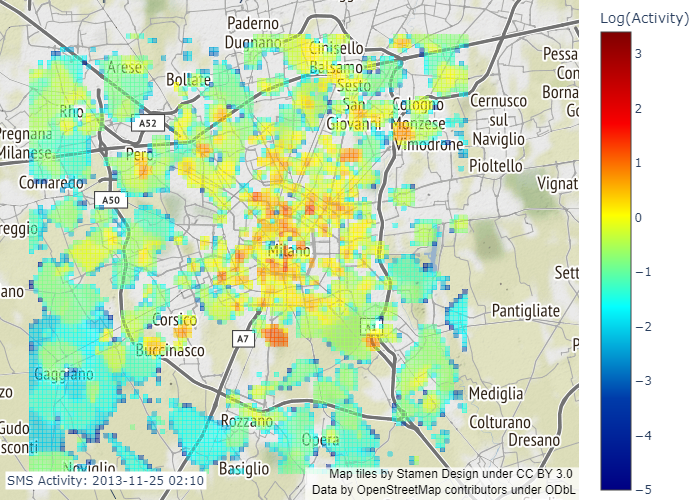 Log(Activity)
Paderno
Dugnano
Cinisello
Balsamo
Pessa
Con
Arese
Bollate
Sesto
San
Giovanni
Borna
Go
Rho
Cologno
Monzese
Cernusco
sul
Naviglio
A52
Pregnana
Milanese
Pero
Vimodrone
Pioltello
Cornaredo
A50
Vignat
reggio
Milano
Sett
ano
Pantigliate
Corsico
A1
A7
Buccinasco
P
Gaggiano
zo
Mediglia
Rozzano
Colturano
Gudo
sconti
Opera
Dresano
Noviglio
Basiglio
SMS Activity: 2013-11-25 02:10
Map tiles by Stamen Design under CC BY 3.0
Data by OpenStreetMap contributors under ODbL
3
2
1
0
−1
−2
−3
−4
−5